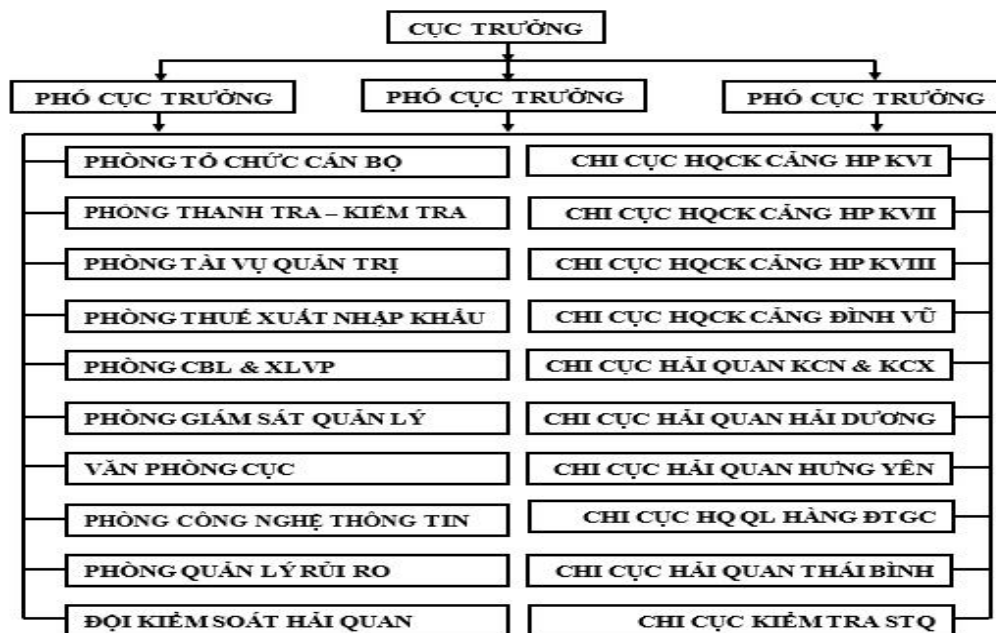 CỤC TRƯỞNG
PHÓ CỤC TRƯỞNG
PHÓ CỤC TRƯỞNG
PHÓ CỤC TRƯỞNG
PHÒNG TỔ CHỨC CÁN BỘ
CHI CỤC HQCK CẢNG HP KVI
PHÒNG THANH TRA – KIỂM TRA
CHI CỤC HQCK CẢNG HP KVII
PHÒNG TÀI VỤ QUẢN TRỊ
CHI CỤC HQCK CẢNG HP KVIII
PHÒNG THUẾ XUẤT NHẬP KHẨU
CHI CỤC HQCK CẢNG ĐÌNH VŨ
PHÒNG CBL & XLVP
CHI CỤC HẢI QUAN KCN & KCX
PHÒNG GIÁM SÁT QUẢN LÝ
CHI CỤC HẢI QUAN HẢI DƯƠNG
VĂN PHÒNG CỤC
CHI CỤC HẢI QUAN HƯNG YÊN
PHÒNG CÔNG NGHỆ THÔNG TIN
CHI CỤC HQ QL HÀNG ĐTGC
PHÒNG QUẢN LÝ RỦI RO
CHI CỤC HẢI QUAN THÁI BÌNH
ĐỘI KIỂM SOÁT HẢI QUAN
CHI CỤC KIỂM TRA STQ